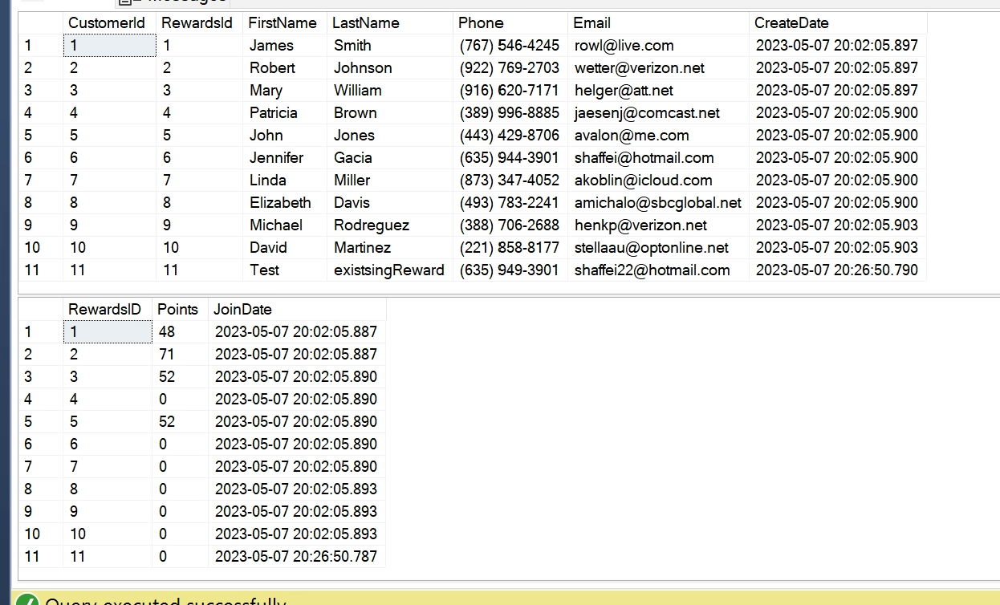 Messages
CustomerId RewardsId FirstName LastName Phone Email CreateDate
1 1 1 James Smith (767) 546-4245 rowl@live.com 2023-05-07 20:02:05.897
2 2 2 Robert Johnson (922) 769-2703 wetter@verizon.net 2023-05-07 20:02:05.897
3 3 3 Mary William (916) 620-7171 helger@att.net 2023-05-07 20:02:05.897
4 4 4 Patricia Brown (389) 996-8885 jaesenj@comcast.net 2023-05-07 20:02:05.900
5 5 5 John Jones (443) 429-8706 avalon@me.com 2023-05-07 20:02:05.900
6 6 6 Jennifer Gacia (635) 944-3901 shaffei@hotmail.com 2023-05-07 20:02:05.900
7 7 7 Linda Miller (873) 347-4052 akoblin@icloud.com 2023-05-07 20:02:05.900
8 8 8 Elizabeth Davis (493) 783-2241 amichalo@sbcglobal.net 2023-05-07 20:02:05.900
9 9 9 Michael Rodreguez (388) 706-2688 henkp@verizon.net 2023-05-07 20:02:05.903
10 10 10 David Martinez (221) 858-8177 stellaau@optonline.net 2023-05-07 20:02:05.903
11 11 11 Test existsingReward (635) 949-3901 shaffei22@hotmail.com 2023-05-07 20:26:50.790
RewardsID Points JoinDate
1 1 48 2023-05-07 20:02:05.887
2 2 71 2023-05-07 20:02:05.887
3 3 52 2023-05-07 20:02:05.890
4 4 0 2023-05-07 20:02:05.890
5 5 52 2023-05-07 20:02:05.890
6 6 0 2023-05-07 20:02:05.890
7 7 0 2023-05-07 20:02:05.890
8 8 0 2023-05-07 20:02:05.893
9 9 0 2023-05-07 20:02:05.893
10 10 0 2023-05-07 20:02:05.893
11 11 0 2023-05-07 20:26:50.787
Query executed successfully